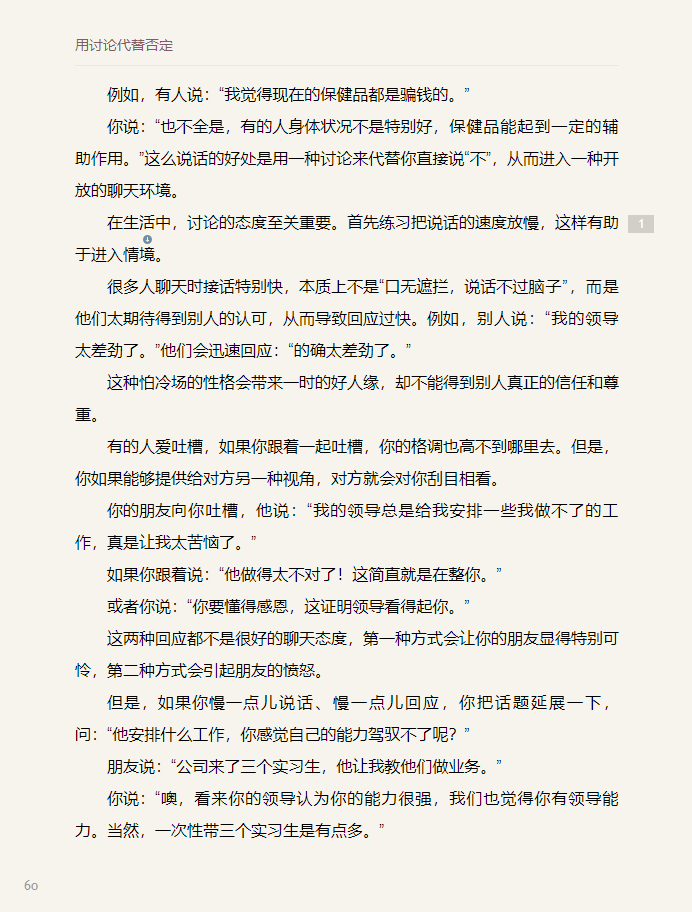 用讨论代替否定
例如，有人说：“我觉得现在的保健品都是骗钱的。”
你说：“也不全是，有的人身体状况不是特别好，保健品能起到一定的辅
助作用。”这么说话的好处是用一种讨论来代替你直接说“不”，从而进入一种开
放的聊天环境。
在生活中，讨论的态度至关重要。首先练习把说话的速度放慢，这样有助
1
于进入情境。
很多人聊天时接话特别快，本质上不是“口无遮拦，说话不过脑子”，而是
他们太期待得到别人的认可，从而导致回应过快。例如，别人说：“我的领导
太差劲了。”他们会迅速回应：“的确太差劲了。”
这种怕冷场的性格会带来一时的好人缘，却不能得到别人真正的信任和尊
重。
有的人爱吐槽，如果你跟着一起吐槽，你的格调也高不到哪里去。但是，
你如果能够提供给对方另一种视角，对方就会对你刮目相看。
你的朋友向你吐槽，他说：“我的领导总是给我安排一些我做不了的工
作，真是让我太苦恼了。”
如果你跟着说：“他做得太不对了！这简直就是在整你。”
或者你说：“你要懂得感恩，这证明领导看得起你。”
这两种回应都不是很好的聊天态度，第一种方式会让你的朋友显得特别可
怜，第二种方式会引起朋友的愤怒。
但是，如果你慢一点儿说话、慢一点儿回应，你把话题延展一下，
问：“他安排什么工作，你感觉自己的能力驾驭不了呢？”
朋友说：“公司来了三个实习生，他让我教他们做业务。”
你说：“噢，看来你的领导认为你的能力很强，我们也觉得你有领导能
力。当然，一次性带三个实习生是有点多。”
60